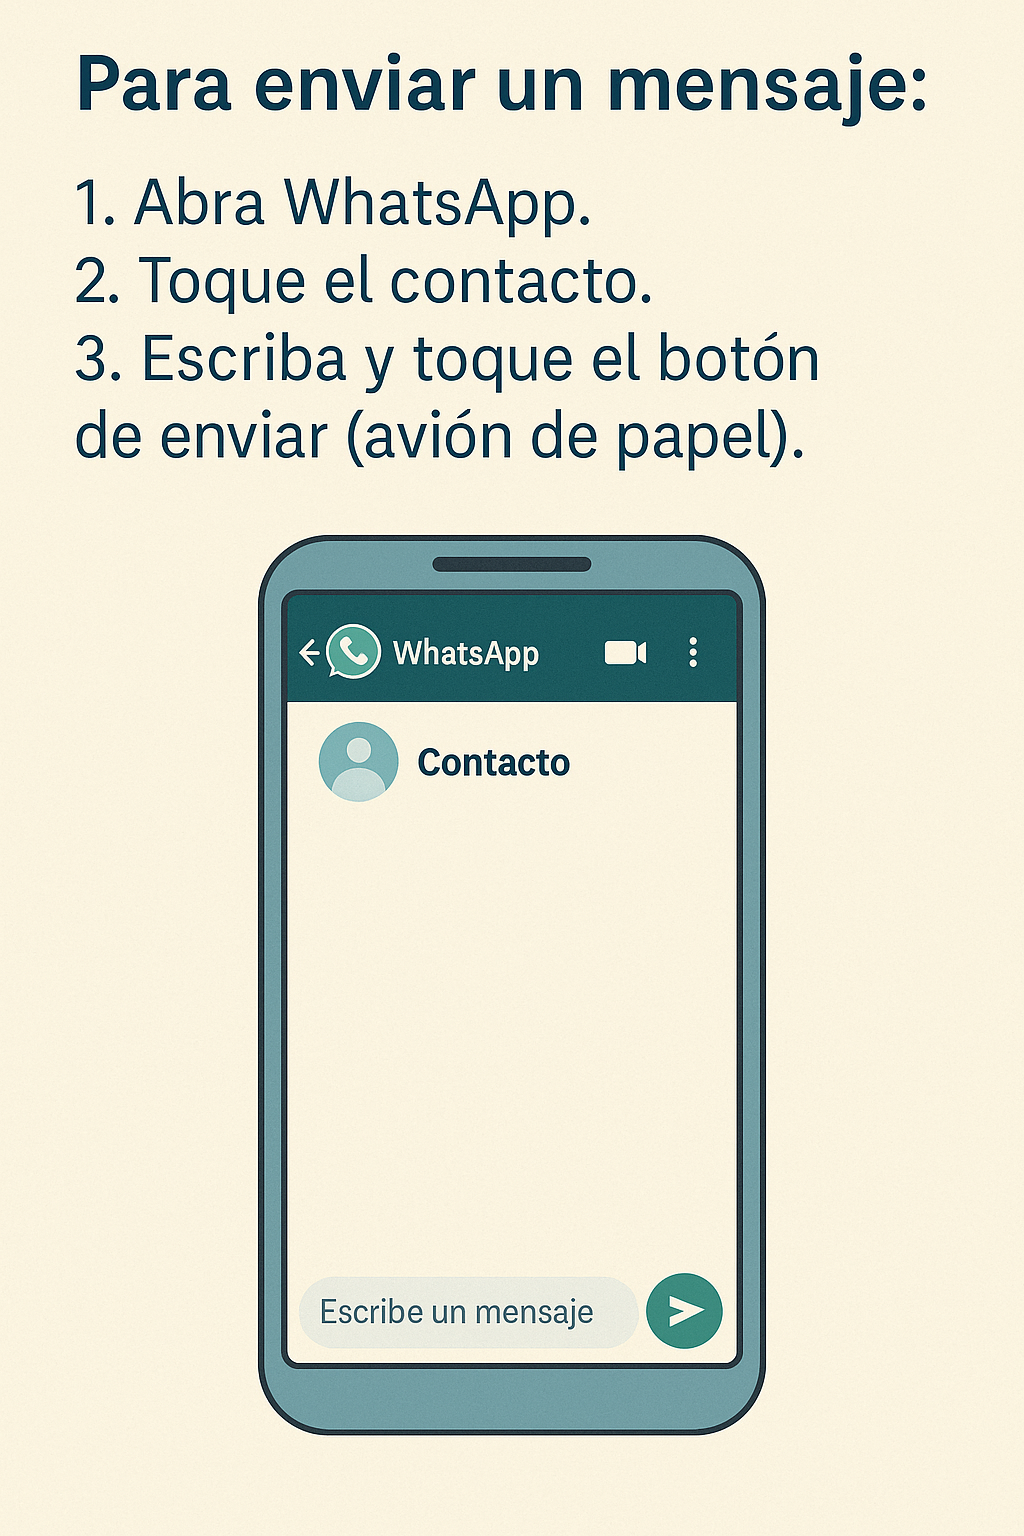 Para enviar un mensaje:
1. Abra WhatsApp.
2. Toque el contacto.
3. Escriba y toque el botón
de enviar (avión de papel).
WhatsApp
Contacto
Escribe un mensaje